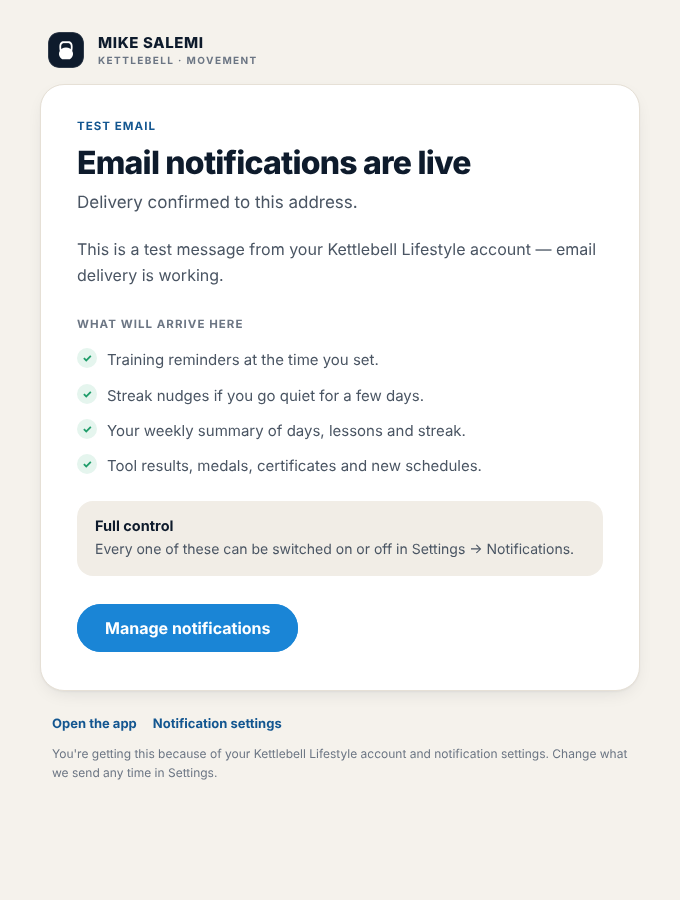 MIKE SALEMI
KETTLEBELL · MOVEMENT
TEST EMAIL
Email notifications are live
Delivery confirmed to this address.
This is a test message from your Kettlebell Lifestyle account — email
delivery is working.
WHAT WILL ARRIVE HERE
Training reminders at the time you set.
Streak nudges if you go quiet for a few days.
Your weekly summary of days, lessons and streak.
Tool results, medals, certificates and new schedules.
Full control
Every one of these can be switched on or off in Settings → Notifications.
Manage notifications
Open the app Notification settings
You're getting this because of your Kettlebell Lifestyle account and notification settings. Change what
we send any time in Settings.